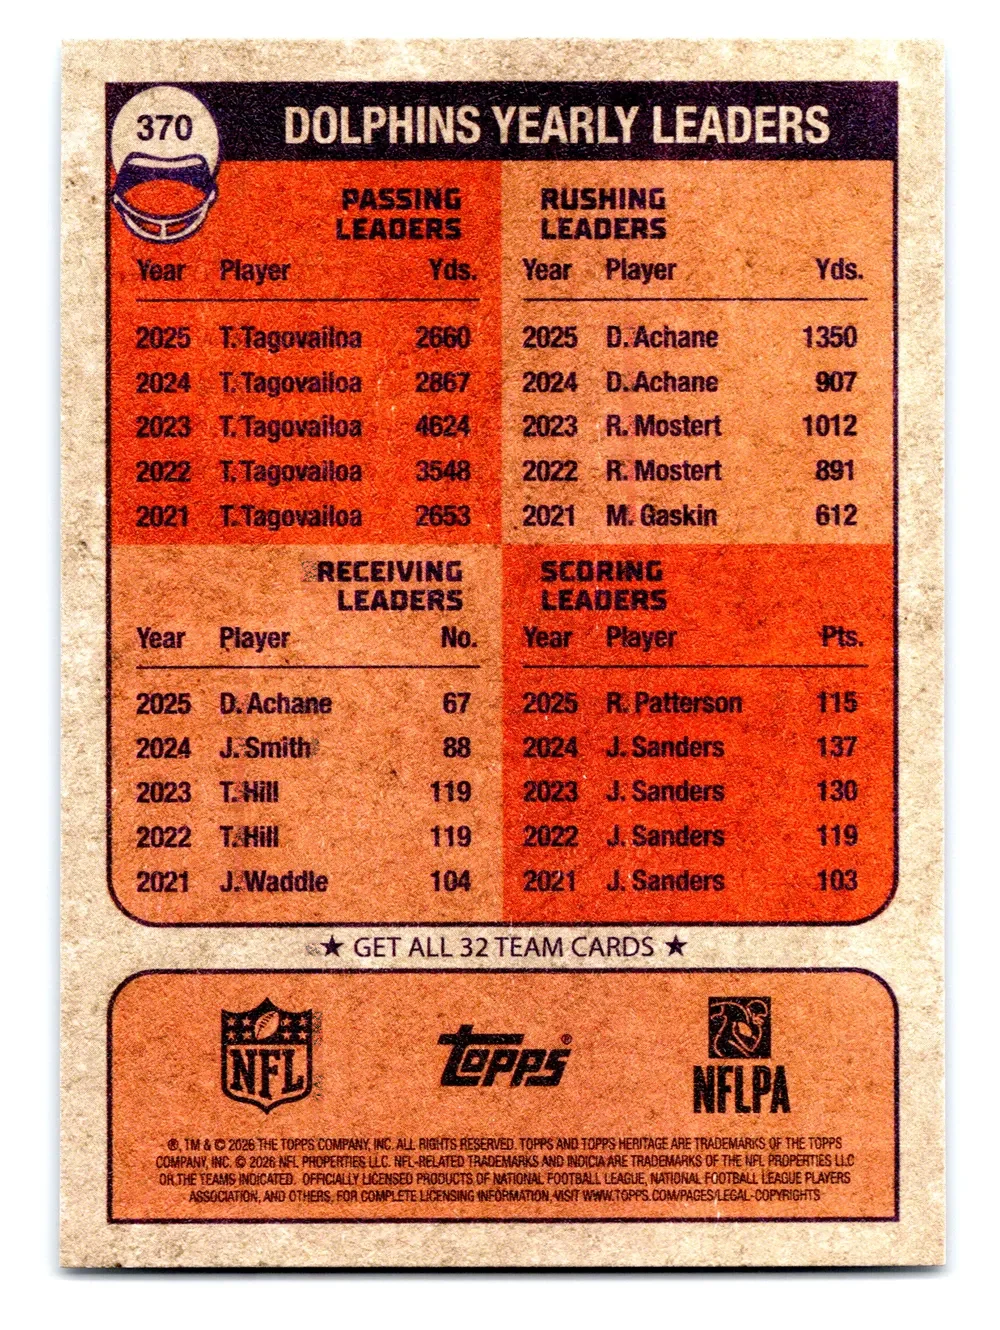 370
DOLPHINS YEARLY LEADERS
PASSING
LEADERS
Year Player Yds.
2025 T. Tagovailoa 2660
2024 T. Tagovailoa 2867
2023 T. Tagovailoa 4624
2022 T. Tagovailoa 3548
2021 T. Tagovailoa 2653
RUSHING
LEADERS
Year Player Yds.
2025 D. Achane 1350
2024 D. Achane 907
2023 R. Mostert 1012
2022 R. Mostert 891
2021 M. Gaskin 612
RECEIVING
LEADERS
Year Player No.
2025 D. Achane 67
2024 J. Smith 88
2023 T. Hill 119
2022 T. Hill 119
2021 J. Waddle 104
SCORING
LEADERS
Year Player Pts.
2025 R. Patterson 115
2024 J. Sanders 137
2023 J. Sanders 130
2022 J. Sanders 119
2021 J. Sanders 103
★ GET ALL 32 TEAM CARDS ★
NFL
Topps®
NFLPA
®, TM & © 2026 THE TOPPS COMPANY, INC. ALL RIGHTS RESERVED. TOPPS AND TOPPS HERITAGE ARE TRADEMARKS OF THE TOPPS
COMPANY, INC. © 2026 NFL PROPERTIES LLC. NFL-RELATED TRADEMARKS AND INDICIA ARE TRADEMARKS OF THE NFL PROPERTIES LLC
OR THE TEAMS INDICATED. OFFICIALLY LICENSED PRODUCTS OF NATIONAL FOOTBALL LEAGUE, NATIONAL FOOTBALL LEAGUE PLAYERS
ASSOCIATION, AND OTHERS. FOR COMPLETE LICENSING INFORMATION, VISIT WWW.TOPPS.COM/PAGES/LEGAL-COPYRIGHTS